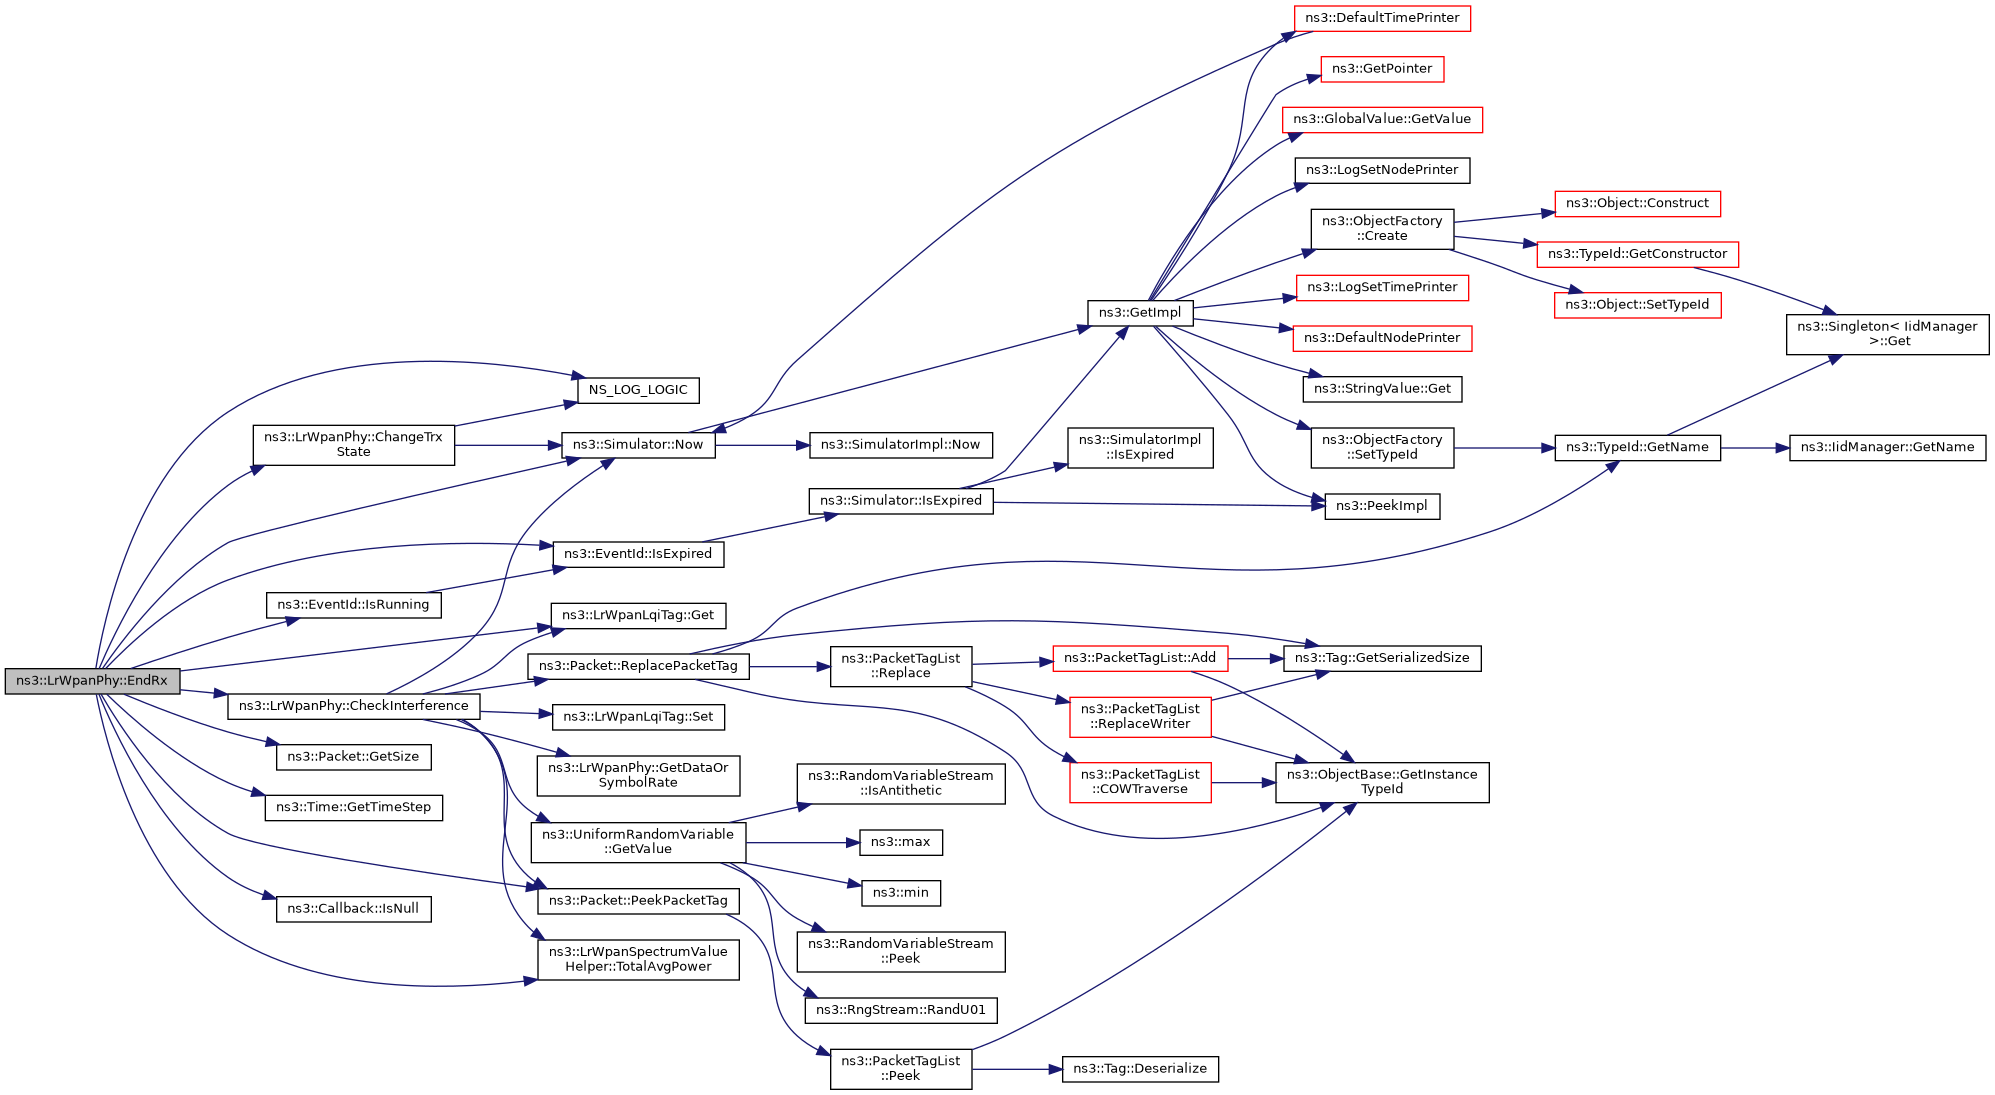 ns3::LrWpanPhy::EndRx
ns3::LrWpanPhy::ChangeTrx
State
ns3::EventId::IsRunning
ns3::LrWpanPhy::CheckInterference
ns3::Packet::GetSize
ns3::Time::GetTimeStep
ns3::Callback::IsNull
NS_LOG_LOGIC
ns3::Simulator::Now
ns3::EventId::IsExpired
ns3::LrWpanLqiTag::Get
ns3::Packet::ReplacePacketTag
ns3::LrWpanLqiTag::Set
ns3::LrWpanPhy::GetDataOr
SymbolRate
ns3::UniformRandomVariable
::GetValue
ns3::Packet::PeekPacketTag
ns3::LrWpanSpectrumValue
Helper::TotalAvgPower
ns3::SimulatorImpl::Now
ns3::Simulator::IsExpired
ns3::PacketTagList
::Replace
ns3::RandomVariableStream
::IsAntithetic
ns3::max
ns3::min
ns3::RandomVariableStream
::Peek
ns3::RngStream::RandU01
ns3::PacketTagList
::Peek
ns3::GetImpl
ns3::SimulatorImpl
::IsExpired
ns3::PacketTagList::Add
ns3::PacketTagList
::ReplaceWriter
ns3::PacketTagList
::COWTraverse
ns3::Tag::Deserialize
ns3::DefaultTimePrinter
ns3::GetPointer
ns3::GlobalValue::GetValue
ns3::LogSetNodePrinter
ns3::ObjectFactory
::Create
ns3::LogSetTimePrinter
ns3::DefaultNodePrinter
ns3::StringValue::Get
ns3::ObjectFactory
::SetTypeId
ns3::PeekImpl
ns3::Tag::GetSerializedSize
ns3::ObjectBase::GetInstance
TypeId
ns3::Object::Construct
ns3::TypeId::GetConstructor
ns3::Object::SetTypeId
ns3::TypeId::GetName
ns3::Singleton< IidManager
>::Get
ns3::IidManager::GetName